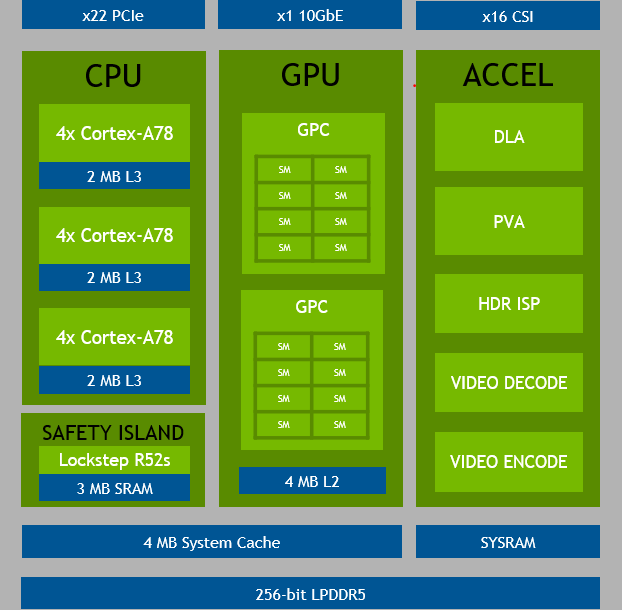 x22 PCIe
x1 10GbE
x16 CSI
CPU
4x Cortex-A78
2 MB L3
4x Cortex-A78
2 MB L3
4x Cortex-A78
2 MB L3
SAFETY ISLAND
Lockstep R52s
3 MB SRAM
GPU
GPC
SM SM
SM SM
SM SM
SM SM
GPC
SM SM
SM SM
SM SM
SM SM
4 MB L2
ACCEL
DLA
PVA
HDR ISP
VIDEO DECODE
VIDEO ENCODE
4 MB System Cache
SYSRAM
256-bit LPDDR5